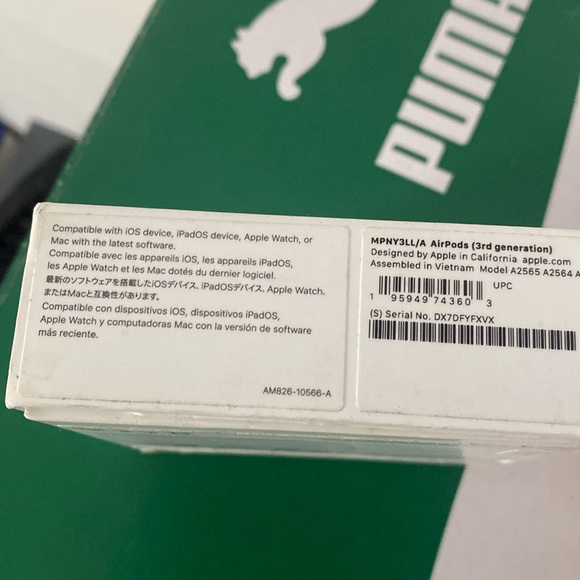 PUMA
Compatible with iOS device, iPadOS device, Apple Watch, or
Mac with the latest software.
Compatible avec les appareils iOS, les appareils iPadOS,
les Apple Watch et les Mac dotés du dernier logiciel.
最新のソフトウェアを搭載したiOSデバイス、iPadOSデバイス、Apple Watch、
またはMacと互換性があります。
Compatible con dispositivos iOS, dispositivos iPadOS,
Apple Watch y computadoras Mac con la versión de software
más reciente.
AM826-10566-A
MPNY3LL/A AirPods (3rd generation)
Designed by Apple in California apple.com
Assembled in Vietnam Model A2565 A2564 A
UPC
1 95949 74360 3
(S) Serial No. DX7DFYFXVX